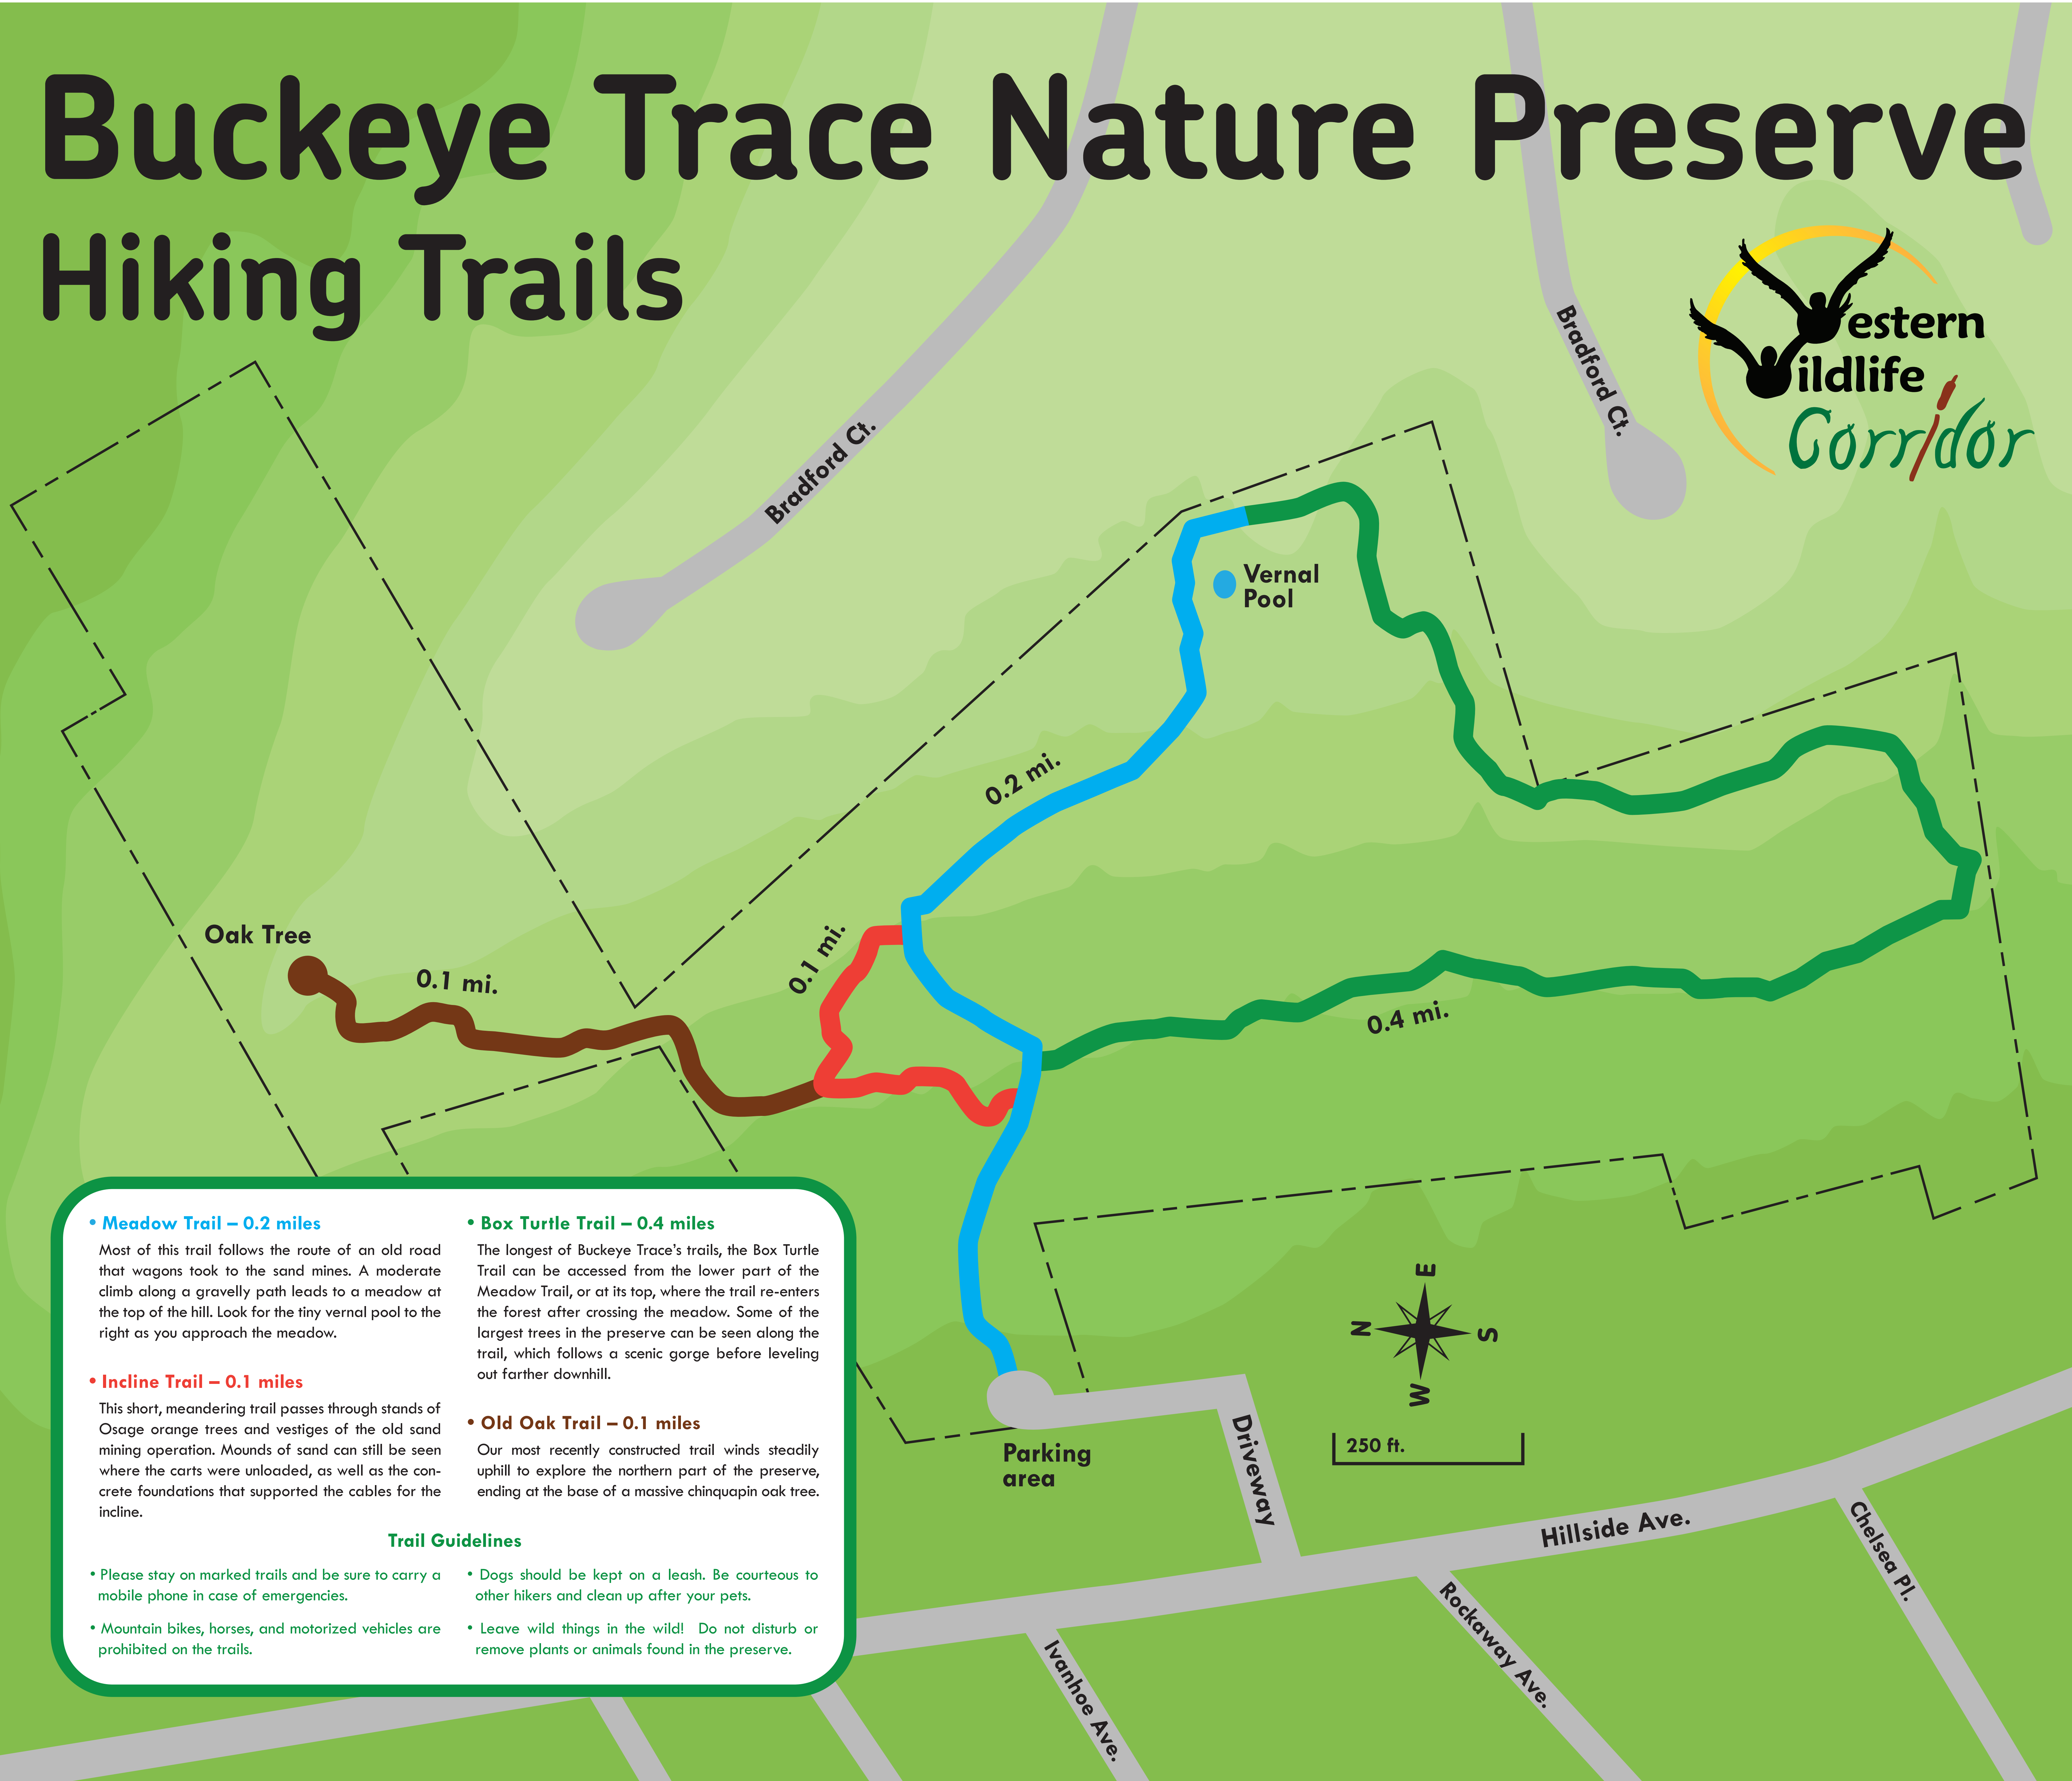 Buckeye Trace Nature Preserve
Hiking Trails
Bradford Ct.
Bradford Ct.
estern
ildlife
Corridor
Vernal
Pool
0.2 mi.
Oak Tree
0.1 mi.
0.1 mi.
0.4 mi.
• Meadow Trail – 0.2 miles
Most of this trail follows the route of an old road
that wagons took to the sand mines. A moderate
climb along a gravelly path leads to a meadow at
the top of the hill. Look for the tiny vernal pool to the
right as you approach the meadow.
• Incline Trail – 0.1 miles
This short, meandering trail passes through stands of
Osage orange trees and vestiges of the old sand
mining operation. Mounds of sand can still be seen
where the carts were unloaded, as well as the con-
crete foundations that supported the cables for the
incline.
• Box Turtle Trail – 0.4 miles
The longest of Buckeye Trace's trails, the Box Turtle
Trail can be accessed from the lower part of the
Meadow Trail, or at its top, where the trail re-enters
the forest after crossing the meadow. Some of the
largest trees in the preserve can be seen along the
trail, which follows a scenic gorge before leveling
out farther downhill.
• Old Oak Trail – 0.1 miles
Our most recently constructed trail winds steadily
uphill to explore the northern part of the preserve,
ending at the base of a massive chinquapin oak tree.
Trail Guidelines
• Please stay on marked trails and be sure to carry a
mobile phone in case of emergencies.
• Mountain bikes, horses, and motorized vehicles are
prohibited on the trails.
• Dogs should be kept on a leash. Be courteous to
other hikers and clean up after your pets.
• Leave wild things in the wild! Do not disturb or
remove plants or animals found in the preserve.
E
N
S
W
250 ft.
Parking
area
Driveway
Hillside Ave.
Chelsea Pl.
Rockaway Ave.
Ivanhoe Ave.